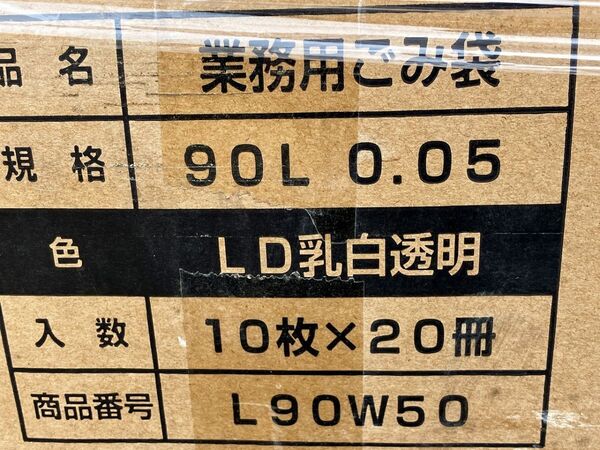 品名 業務用ごみ袋
規格 90L 0.05
色 LD乳白透明
入数 10枚×20冊
商品番号 L90W50